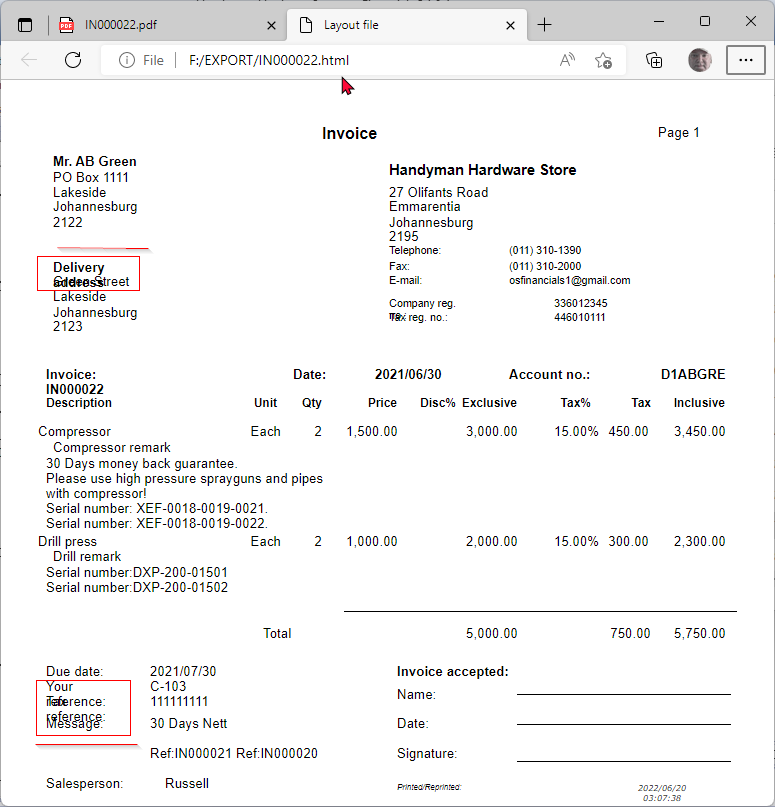 IN000022.pdf
Layout file
File
F:/EXPORT/IN000022.html
Invoice
Page 1
Mr. AB Green
PO Box 1111
Lakeside
Johannesburg
2122
Handyman Hardware Store
27 Olifants Road
Emmarentia
Johannesburg
2195
Telephone: (011) 310-1390
Fax: (011) 310-2000
E-mail: osfinancials1@gmail.com
Company reg. no.: 336012345
Tax reg. no.: 446010111
Delivery address
Green Street
Lakeside
Johannesburg
2123
Invoice: IN000022 Date: 2021/06/30 Account no.: D1ABGRE
Description Unit Qty Price Disc% Exclusive Tax% Tax Inclusive
Compressor Each 2 1,500.00 3,000.00 15.00% 450.00 3,450.00
Compressor remark
30 Days money back guarantee.
Please use high pressure sprayguns and pipes
with compressor!
Serial number: XEF-0018-0019-0021.
Serial number: XEF-0018-0019-0022.
Drill press Each 2 1,000.00 2,000.00 15.00% 300.00 2,300.00
Drill remark
Serial number:DXP-200-01501
Serial number:DXP-200-01502
Total 5,000.00 750.00 5,750.00
Due date: 2021/07/30
Your reference: C-103
Tax reference: 111111111
Message: 30 Days Nett
Ref:IN000021 Ref:IN000020
Salesperson: Russell
Invoice accepted:
Name:
Date:
Signature:
Printed/Reprinted: 2022/06/20
03:07:38